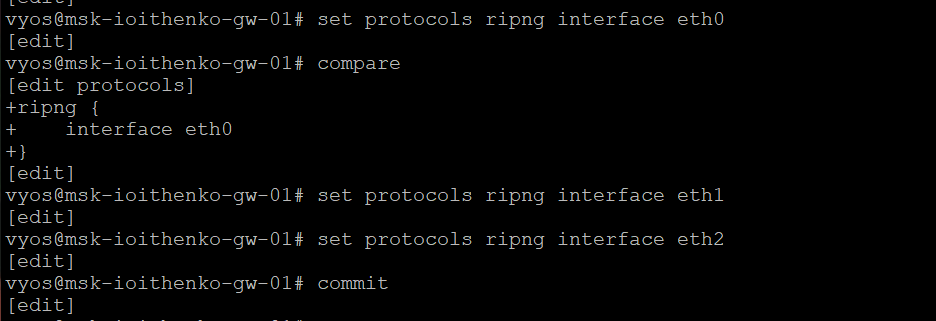 [edit]
vyos@msk-ioithenko-gw-01# set protocols ripng interface eth0
[edit]
vyos@msk-ioithenko-gw-01# compare
[edit protocols]
+ripng {
+    interface eth0
+}
[edit]
vyos@msk-ioithenko-gw-01# set protocols ripng interface eth1
[edit]
vyos@msk-ioithenko-gw-01# set protocols ripng interface eth2
[edit]
vyos@msk-ioithenko-gw-01# commit
[edit]